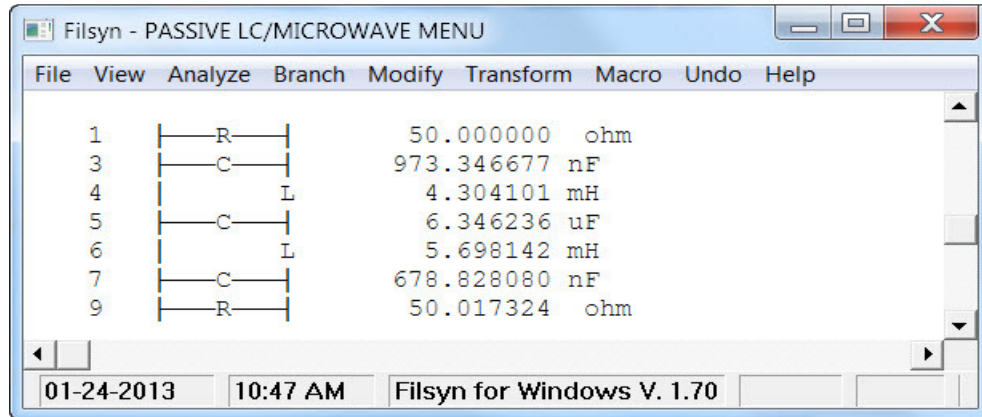 Filsyn - PASSIVE LC/MICROWAVE MENU
File View Analyze Branch Modify Transform Macro Undo Help
1 ├──R──┤ 50.000000 ohm
3 ├──C──┤ 973.346677 nF
4 │ L 4.304101 mH
5 ├──C──┤ 6.346236 uF
6 │ L 5.698142 mH
7 ├──C──┤ 678.828080 nF
9 ├──R──┤ 50.017324 ohm
01-24-2013 10:47 AM Filsyn for Windows V. 1.70